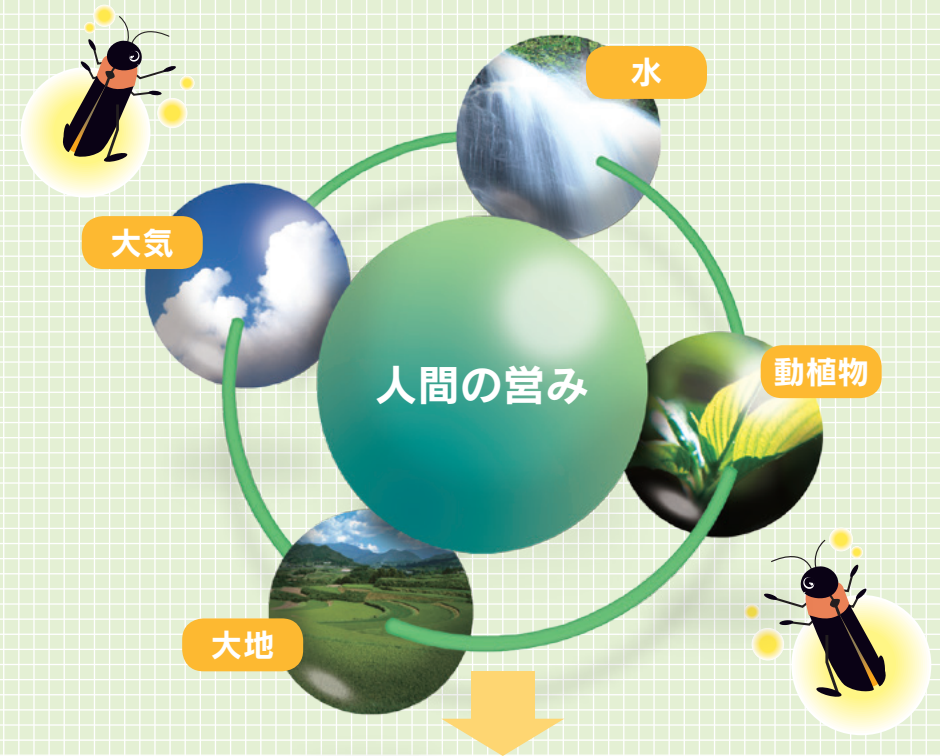 水
大気
動植物
人間の営み
大地